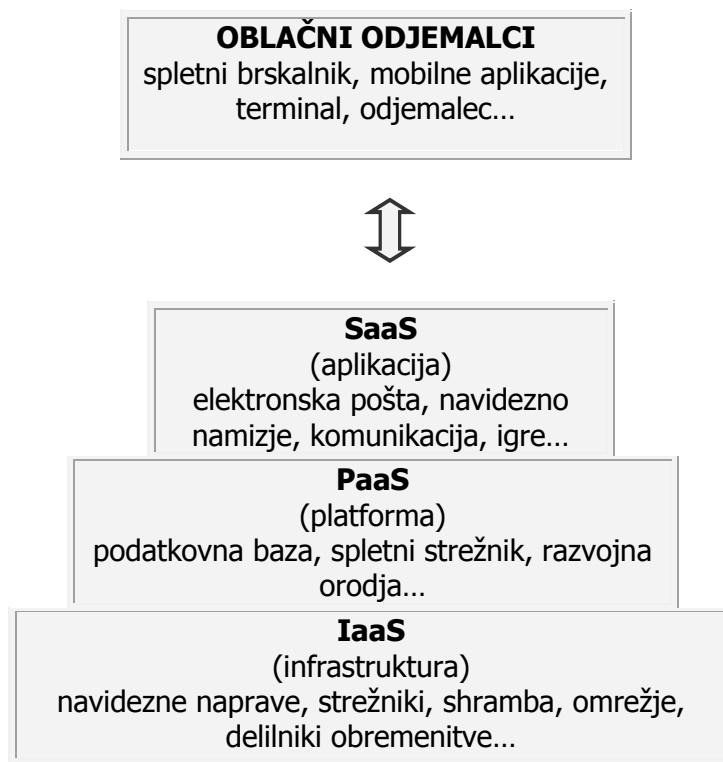 OBLAČNI ODJEMALCI
spletni brskalnik, mobilne aplikacije,
terminal, odjemalec…
SaaS
(aplikacija)
elektronska pošta, navidezno
namizje, komunikacija, igre…
PaaS
(platforma)
podatkovna baza, spletni strežnik, razvojna
orodja…
IaaS
(infrastruktura)
navidezne naprave, strežniki, shramba, omrežje,
delilniki obremenitve…